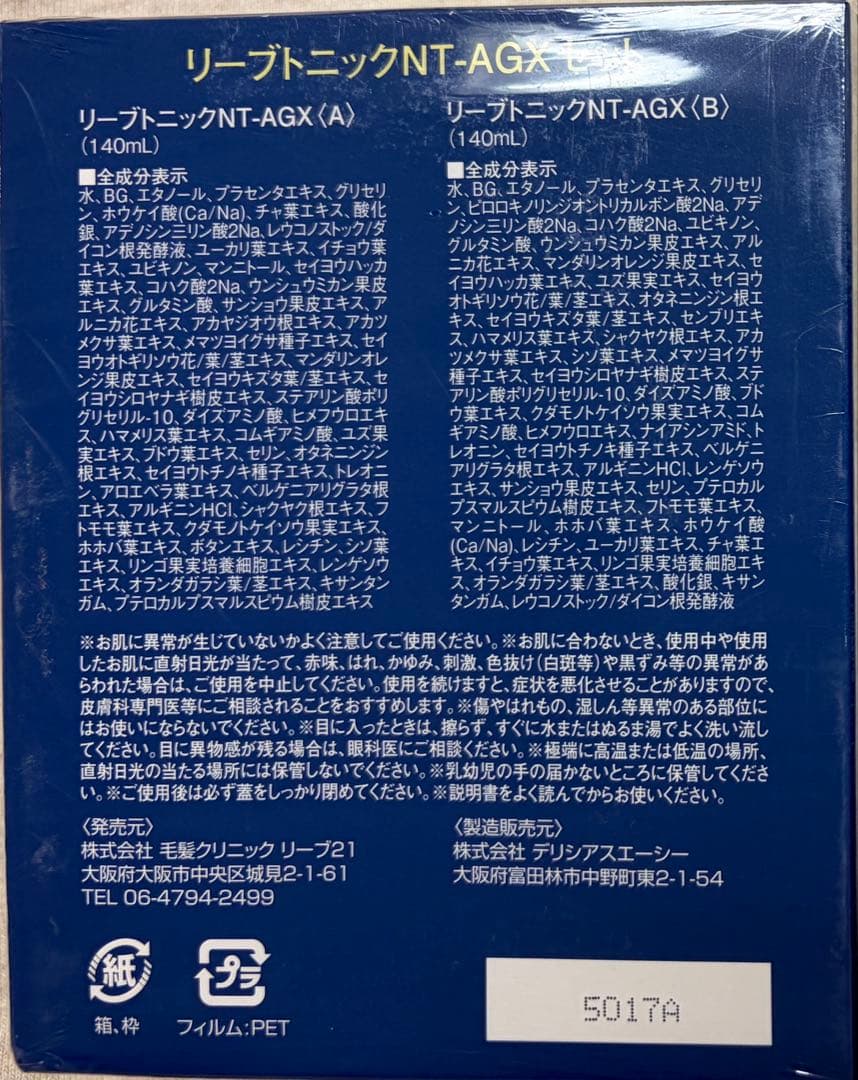 リーブトニックNT-AGX セット
リーブトニックNT-AGX〈A〉
(140mL)
■全成分表示
水、BG、エタノール、プラセンタエキス、グリセリ
ン、ホウケイ酸(Ca/Na)、チャ葉エキス、酸化
銀、アデノシン三リン酸2Na、レウコノストック/ダ
イコン根発酵液、ユーカリ葉エキス、イチョウ葉
エキス、ユビキノン、マンニトール、セイヨウハッカ
葉エキス、コハク酸2Na、ウンシュウミカン果皮
エキス、グルタミン酸、サンショウ果皮エキス、ア
ルニカ花エキス、アカヤジオウ根エキス、アカツ
メクサ葉エキス、メマツヨイグサ種子エキス、セイ
ヨウオトギリソウ花/葉/茎エキス、マンダリンオレ
ンジ果皮エキス、セイヨウキズタ葉/茎エキス、セ
イヨウシロヤナギ樹皮エキス、ステアリン酸ポリ
グリセリル-10、ダイズアミノ酸、ヒメフウロエキ
ス、ハマメリス葉エキス、コムギアミノ酸、ユズ果
実エキス、ブドウ葉エキス、セリン、オタネニンジン
根エキス、セイヨウトチノキ種子エキス、トレオニ
ン、アロエベラ葉エキス、ベルゲニアリグラタ根
エキス、アルギニンHCl、シャクヤク根エキス、フ
トモモ葉エキス、クダモノトケイソウ果実エキス、
ホホバ葉エキス、ボタンエキス、レシチン、シソ葉
エキス、リンゴ果実培養細胞エキス、レンゲソウ
エキス、オランダガラシ葉/茎エキス、キサンタン
ガム、プテロカルプスマルスピウム樹皮エキス
リーブトニックNT-AGX〈B〉
(140mL)
■全成分表示
水、BG、エタノール、プラセンタエキス、グリセリ
ン、ピロロキノリンジオントリカルボン酸2Na、アデ
ノシン三リン酸2Na、コハク酸2Na、ユビキノン、
グルタミン酸、ウンシュウミカン果皮エキス、アル
ニカ花エキス、マンダリンオレンジ果皮エキス、セ
イヨウハッカ葉エキス、ユズ果実エキス、セイヨウ
オトギリソウ花/葉/茎エキス、オタネニンジン根エ
キス、セイヨウキズタ葉/茎エキス、センブリエキ
ス、ハマメリス葉エキス、シャクヤク根エキス、アカ
ツメクサ葉エキス、シソ葉エキス、メマツヨイグサ
種子エキス、セイヨウシロヤナギ樹皮エキス、ステ
アリン酸ポリグリセリル-10、ダイズアミノ酸、ブド
ウ葉エキス、クダモノトケイソウ果実エキス、コム
ギアミノ酸、ヒメフウロエキス、ナイアシンアミド、ト
レオニン、セイヨウトチノキ種子エキス、ベルゲニ
アリグラタ根エキス、アルギニンHCl、レンゲソウ
エキス、サンショウ果皮エキス、セリン、プテロカル
プスマルスピウム樹皮エキス、フトモモ葉エキス、
マンニトール、ホホバ葉エキス、ホウケイ酸
(Ca/Na)、レシチン、ユーカリ葉エキス、チャ葉エ
キス、イチョウ葉エキス、リンゴ果実培養細胞エキ
ス、オランダガラシ葉/茎エキス、酸化銀、キサン
タンガム、レウコノストック/ダイコン根発酵液
※お肌に異常が生じていないかよく注意してご使用ください。※お肌に合わないとき、使用中や使用
したお肌に直射日光が当たって、赤味、はれ、かゆみ、刺激、色抜け(白斑等)や黒ずみ等の異常があ
らわれた場合は、ご使用を中止してください。使用を続けますと、症状を悪化させることがありますので、
皮膚科専門医等にご相談されることをおすすめします。※傷やはれもの、湿しん等異常のある部位に
はお使いにならないでください。※目に入ったときは、擦らず、すぐに水またはぬるま湯でよく洗い流し
てください。目に異物感が残る場合は、眼科医にご相談ください。※極端に高温または低温の場所、
直射日光の当たる場所には保管しないでください。※乳幼児の手の届かないところに保管してくださ
い。※ご使用後は必ず蓋をしっかり閉めてください。※説明書をよく読んでからお使いください。
〈発売元〉
株式会社 毛髪クリニック リーブ21
大阪府大阪市中央区城見2-1-61
TEL 06-4794-2499
〈製造販売元〉
株式会社 デリシアスエーシー
大阪府富田林市中野町東2-1-54
紙
箱、枠
プラ
フィルム:PET
5017A